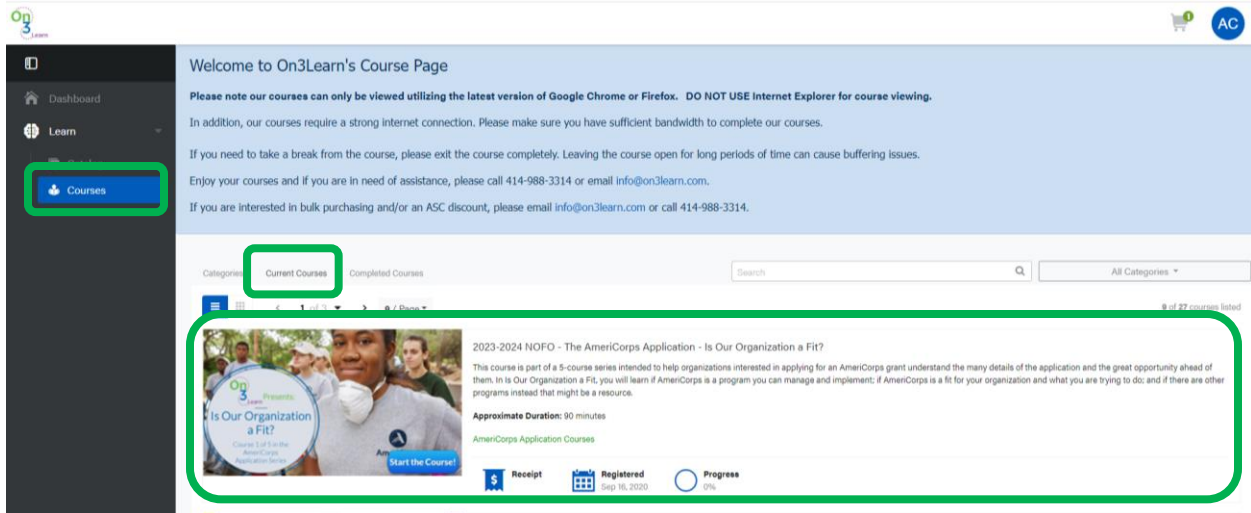 On
3
Learn
1
AC
Dashboard
Learn
Courses
Welcome to On3Learn's Course Page
Please note our courses can only be viewed utilizing the latest version of Google Chrome or Firefox. DO NOT USE Internet Explorer for course viewing.
In addition, our courses require a strong internet connection. Please make sure you have sufficient bandwidth to complete our courses.
If you need to take a break from the course, please exit the course completely. Leaving the course open for long periods of time can cause buffering issues.
Enjoy your courses and if you are in need of assistance, please call 414-988-3314 or email info@on3learn.com.
If you are interested in bulk purchasing and/or an ASC discount, please email info@on3learn.com or call 414-988-3314.
Categories Current Courses Completed Courses Search All Categories
1 of 3 9 / Page 9 of 27 courses listed
On
3
Learn Presents:
Is Our Organization
a Fit?
Course 1 of 5 in the
AmeriCorps
Application Series
Start the Course!
2023-2024 NOFO - The AmeriCorps Application - Is Our Organization a Fit?
This course is part of a 5-course series intended to help organizations interested in applying for an AmeriCorps grant understand the many details of the application and the great opportunity ahead of
them. In Is Our Organization a Fit, you will learn if AmeriCorps is a program you can manage and implement; if AmeriCorps is a fit for your organization and what you are trying to do; and if there are other
programs instead that might be a resource.
Approximate Duration: 90 minutes
AmeriCorps Application Courses
$ Receipt Registered Progress
Sep 16, 2020 0%